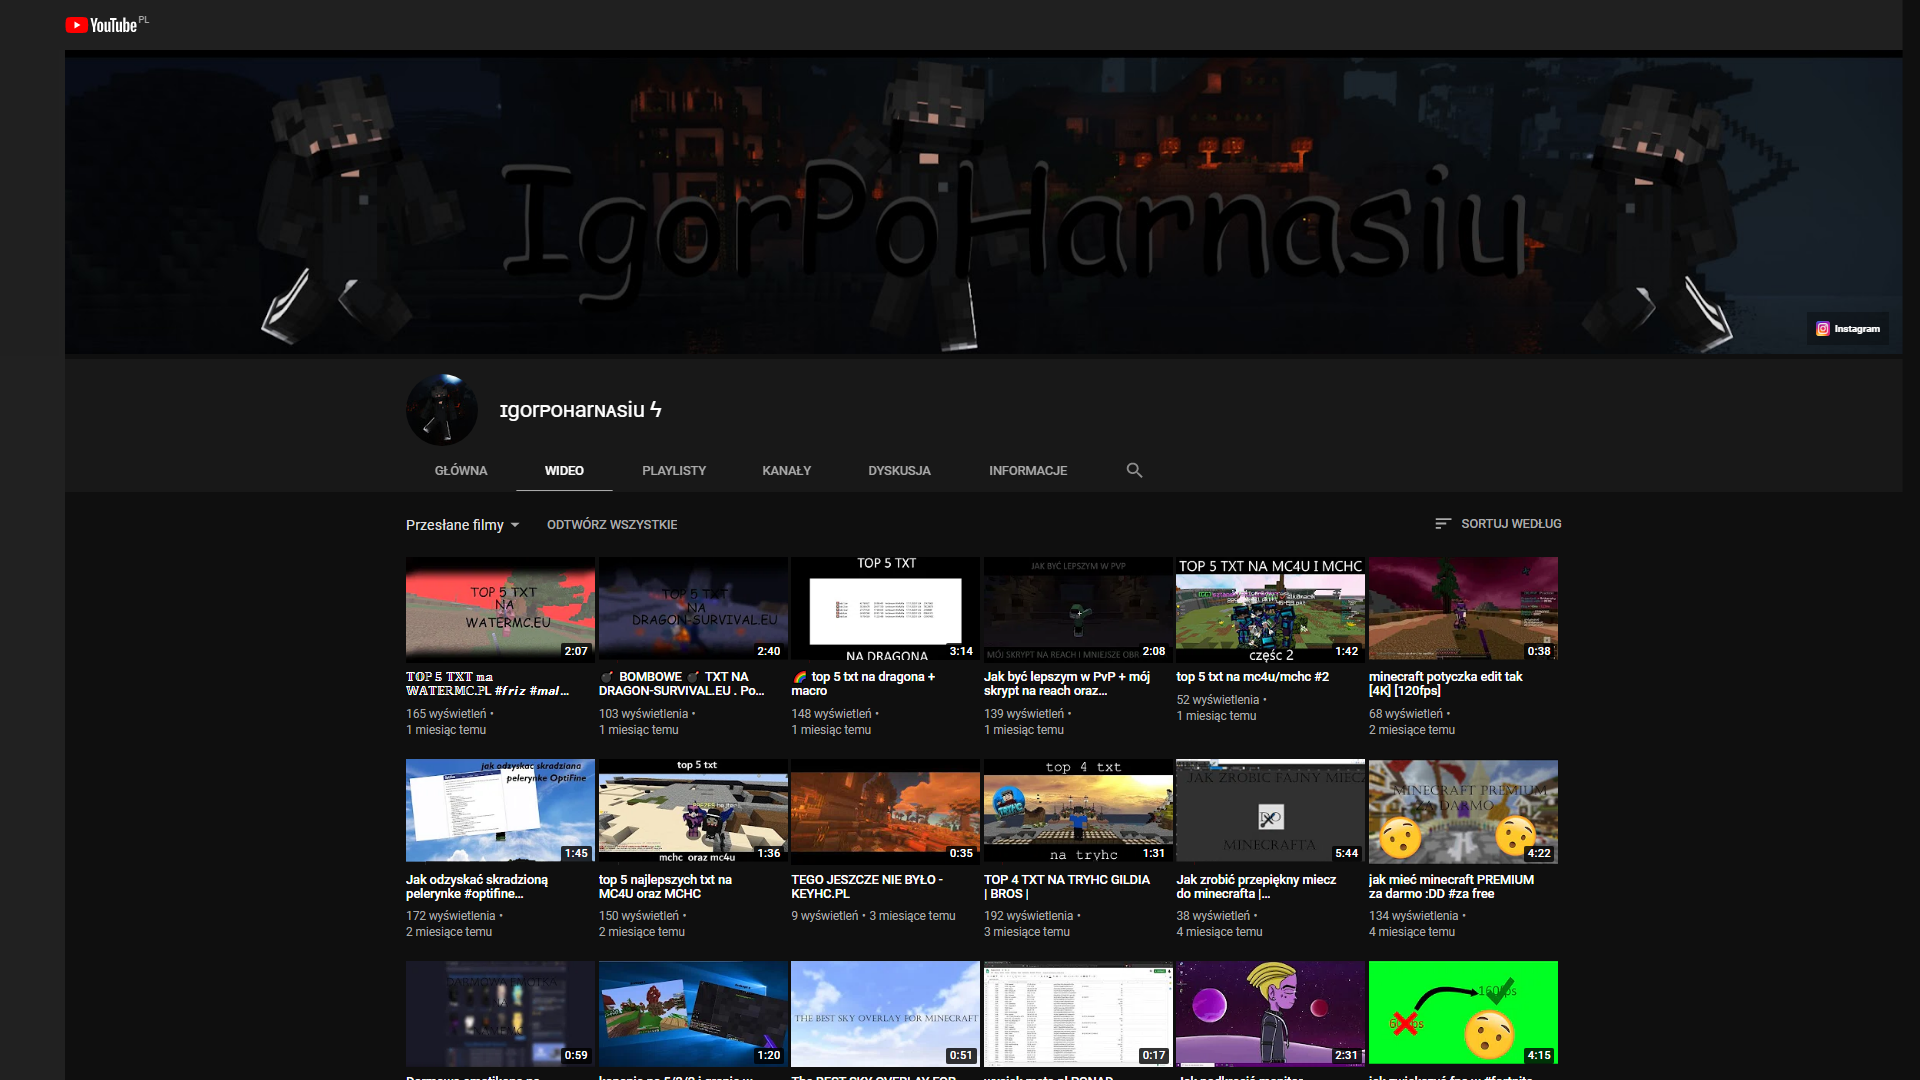 YouTube PL
IgorPoHarnasiu
Instagram
ɪgorᴘoнarɴᴀsiu ϟ
GŁÓWNA
WIDEO
PLAYLISTY
KANAŁY
DYSKUSJA
INFORMACJE
Przesłane filmy
ODTWÓRZ WSZYSTKIE
SORTUJ WEDŁUG
TOP 5 TXT
NA
WATERMC.EU
2:07
TOP 5 TXT
NA
DRAGON-SURVIVAL.EU
2:40
TOP 5 TXT
NA DRAGONA
3:14
JAK BYĆ LEPSZYM W PVP
MÓJ SKRYPT NA REACH I MNIEJSZE OBR
2:08
TOP 5 TXT NA MC4U I MCHC
część 2
1:42
0:38
𝕋𝕆ℙ 𝟝 𝕋𝕏𝕋 𝕟𝕒
𝕎𝔸𝕋𝔼ℝ𝕄ℂ.ℙ𝕃 #𝙛𝙧𝙞𝙯 #𝙢𝙖𝙡...
165 wyświetleń •
1 miesiąc temu
💣 BOMBOWE 💣 TXT NA
DRAGON-SURVIVAL.EU . Po...
103 wyświetlenia •
1 miesiąc temu
🌈 top 5 txt na dragona +
macro
148 wyświetleń •
1 miesiąc temu
Jak być lepszym w PvP + mój
skrypt na reach oraz...
139 wyświetleń •
1 miesiąc temu
top 5 txt na mc4u/mchc #2
52 wyświetlenia •
1 miesiąc temu
minecraft potyczka edit tak
[4K] [120fps]
68 wyświetleń •
2 miesiące temu
jak odzyskac skradziona
pelerynke OptiFine
1:45
top 5 txt
mchc oraz mc4u
1:36
0:35
top 4 txt
TRYHC
na tryhc
1:31
JAK ZROBIC FAJNY MIECZ
DO
MINECRAFTA
5:44
MINECRAFT PREMIUM
ZA DARMO
4:22
Jak odzyskać skradzioną
pelerynke #optifine...
172 wyświetlenia •
2 miesiące temu
top 5 najlepszych txt na
MC4U oraz MCHC
150 wyświetleń •
2 miesiące temu
TEGO JESZCZE NIE BYŁO -
KEYHC.PL
9 wyświetleń • 3 miesiące temu
TOP 4 TXT NA TRYHC GILDIA
| BROS |
192 wyświetlenia •
3 miesiące temu
Jak zrobić przepiękny miecz
do minecrafta |...
38 wyświetleń •
4 miesiące temu
jak mieć minecraft PREMIUM
za darmo :DD #za free
134 wyświetlenia •
4 miesiące temu
0:59
1:20
THE BEST SKY OVERLAY FOR MINECRAFT
0:51
0:17
2:31
160fps
4:15
The BEST SKY OVERLAY FOR